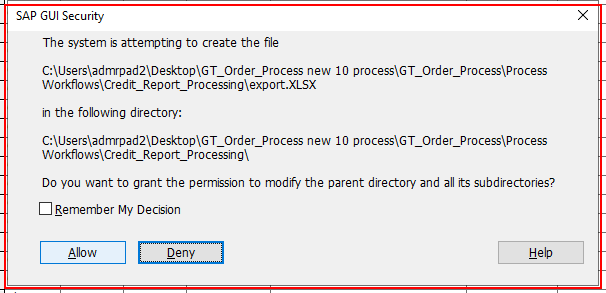 SAP GUI Security
The system is attempting to create the file
C:\Users\admrpad2\Desktop\GT_Order_Process new 10 process\GT_Order_Process\Process
Workflows\Credit_Report_Processing\export.XLSX
in the following directory:
C:\Users\admrpad2\Desktop\GT_Order_Process new 10 process\GT_Order_Process\Process
Workflows\Credit_Report_Processing\
Do you want to grant the permission to modify the parent directory and all its subdirectories?
Remember My Decision
Allow Deny Help